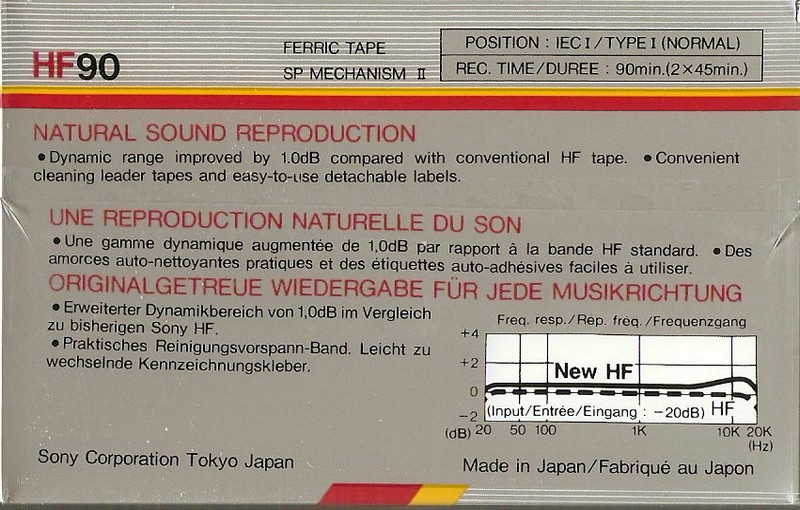 HF90
FERRIC TAPE
SP MECHANISM II
POSITION : IEC I / TYPE I (NORMAL)
REC. TIME/DUREE : 90min.(2×45min.)
NATURAL SOUND REPRODUCTION
●Dynamic range improved by 1.0dB compared with conventional HF tape. ●Convenient
cleaning leader tapes and easy-to-use detachable labels.
UNE REPRODUCTION NATURELLE DU SON
●Une gamme dynamique augmentée de 1,0dB par rapport â la bande HF standard. ●Des
amorces auto-nettoyantes pratiques et des étiquettes auto-adhésives faciles à utiliser.
ORIGINALGETREUE WIEDERGABE FÜR JEDE MUSIKRICHTUNG
●Erweiterter Dynamikbereich von 1,0dB im Vergleich
zu bisherigen Sony HF.
●Praktisches Reinigungsvorspann-Band. Leicht zu
wechselnde Kennzeichnungskleber.
Freq. resp./Rép. fréq./Frequenzgang
+4
+2
0
−2
(dB)
New HF
(Input/Entrée/Eingang : −20dB) HF
20 50 100 1K 10K 20K
(Hz)
Sony Corporation Tokyo Japan
Made in Japan/Fabriqué au Japon